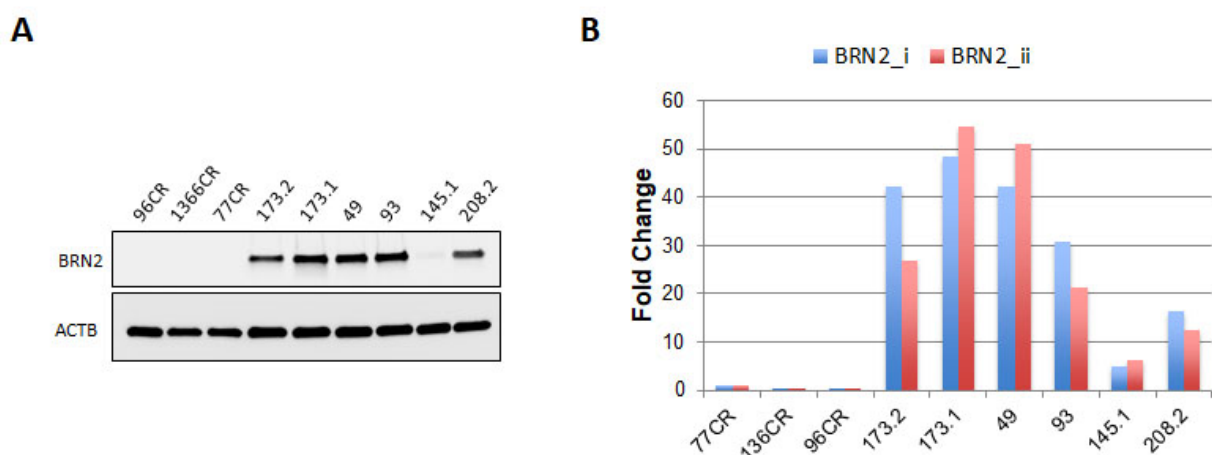 A
96CR 1366CR 77CR 173.2 173.1 49 93 145.1 208.2
BRN2
ACTB
B
BRN2_i BRN2_ii
Fold Change
60
50
40
30
20
10
0
77CR 136CR 96CR 173.2 173.1 49 93 145.1 208.2